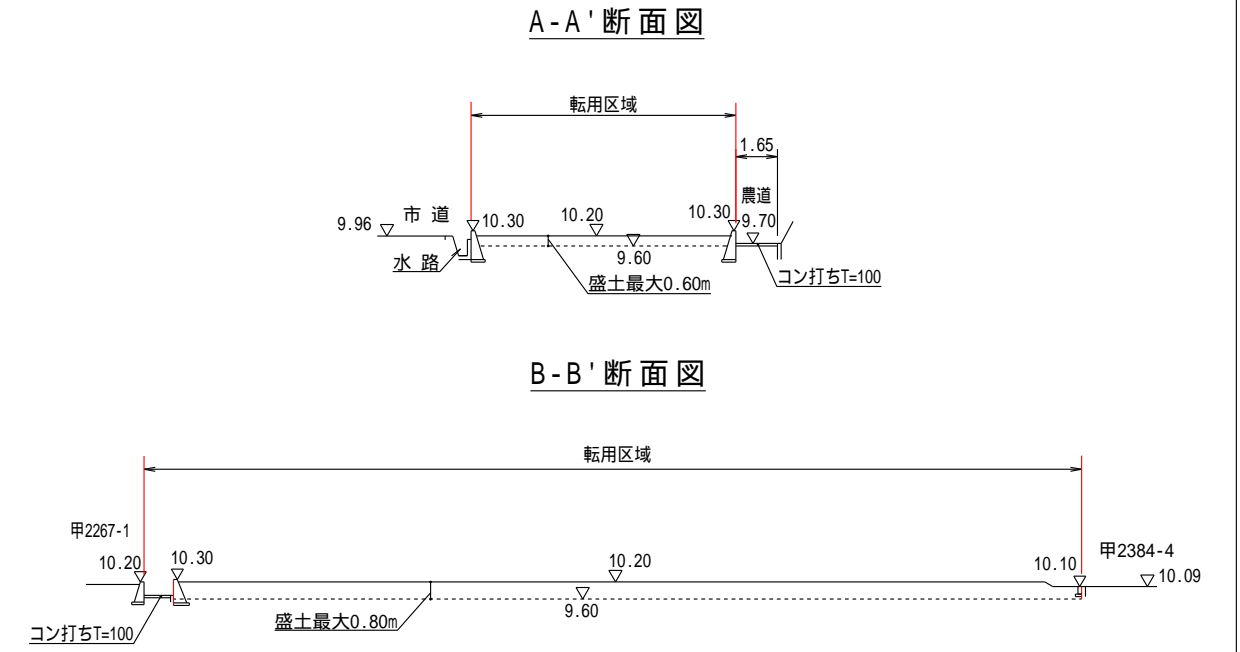 A-A'断面図
転用区域
1.65
農道
市 道
9.96
10.30
10.20
10.30
9.70
水 路
9.60
盛土最大0.60m
コン打ちT=100
B-B'断面図
転用区域
甲2267-1
甲2384-4
10.20
10.30
10.20
10.10
10.09
9.60
コン打ちT=100
盛土最大0.80m